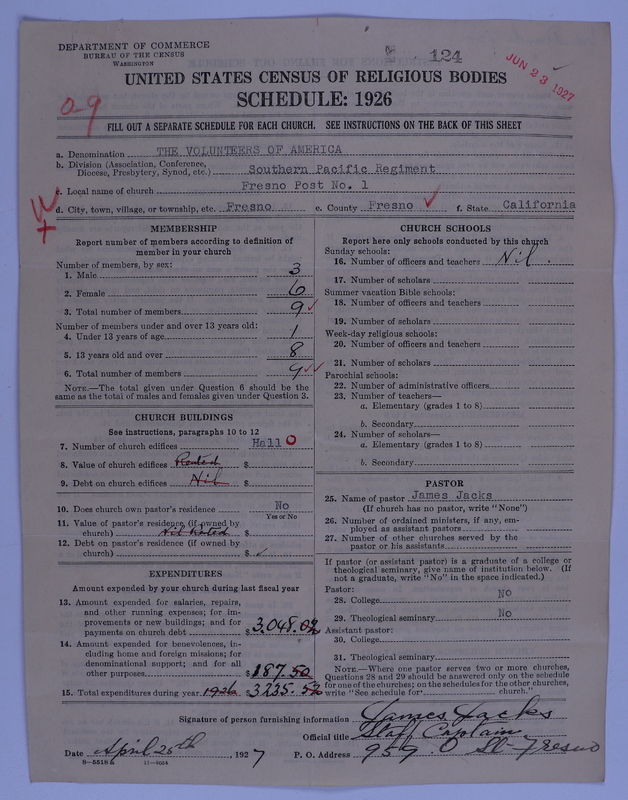 DEPARTMENT OF COMMERCE
BUREAU OF THE CENSUS
WASHINGTON
124
JUN 23 1927
UNITED STATES CENSUS OF RELIGIOUS BODIES
SCHEDULE: 1926
FILL OUT A SEPARATE SCHEDULE FOR EACH CHURCH. SEE INSTRUCTIONS ON THE BACK OF THIS SHEET
a. Denomination THE VOLUNTEERS OF AMERICA
b. Division (Association, Conference, Diocese, Presbytery, Synod, etc.) Southern Pacific Regiment
c. Local name of church Fresno Post No. 1
d. City, town, village, or township, etc. Fresno e. County Fresno f. State California
MEMBERSHIP
Report number of members according to definition of
member in your church
Number of members, by sex:
1. Male 3
2. Female 6
3. Total number of members 9
Number of members under and over 13 years old:
4. Under 13 years of age 1
5. 13 years old and over 8
6. Total number of members 9
NOTE.—The total given under Question 6 should be the
same as the total of males and females given under Question 3.
CHURCH BUILDINGS
See instructions, paragraphs 10 to 12
7. Number of church edifices Hall 0
8. Value of church edifices Rented $
9. Debt on church edifices Nil $
10. Does church own pastor's residence No
Yes or No
11. Value of pastor's residence (if owned by
church) Nil Rated $
12. Debt on pastor's residence (if owned by
church) $
EXPENDITURES
Amount expended by your church during last fiscal year
13. Amount expended for salaries, repairs,
and other running expenses; for im-
provements or new buildings; and for
payments on church debt $ 3,048.02
14. Amount expended for benevolences, in-
cluding home and foreign missions; for
denominational support; and for all
other purposes $ 187.50
15. Total expenditures during year 1926 $ 3235.52
CHURCH SCHOOLS
Report here only schools conducted by this church
Sunday schools:
16. Number of officers and teachers Nil.
17. Number of scholars
Summer vacation Bible schools:
18. Number of officers and teachers
19. Number of scholars
Week-day religious schools:
20. Number of officers and teachers
21. Number of scholars
Parochial schools:
22. Number of administrative officers
23. Number of teachers—
a. Elementary (grades 1 to 8)
b. Secondary
24. Number of scholars—
a. Elementary (grades 1 to 8)
b. Secondary
PASTOR
25. Name of pastor James Jacks
(If church has no pastor, write "None")
26. Number of ordained ministers, if any, em-
ployed as assistant pastors
27. Number of other churches served by the
pastor or his assistants
If pastor (or assistant pastor) is a graduate of a college or
theological seminary, give name of institution below. (If
not a graduate, write "No" in the space indicated.)
Pastor:
28. College No
29. Theological seminary No
Assistant pastor:
30. College
31. Theological seminary
NOTE.—Where one pastor serves two or more churches,
Questions 28 and 29 should be answered only on the schedule
for one of the churches; on the schedules for the other churches,
write "See schedule for church."
Signature of person furnishing information James Jacks
Official title Staff Captain
Date April 26th 1927 P. O. Address 959. O St- Fresno
8-5518 a 11-9064